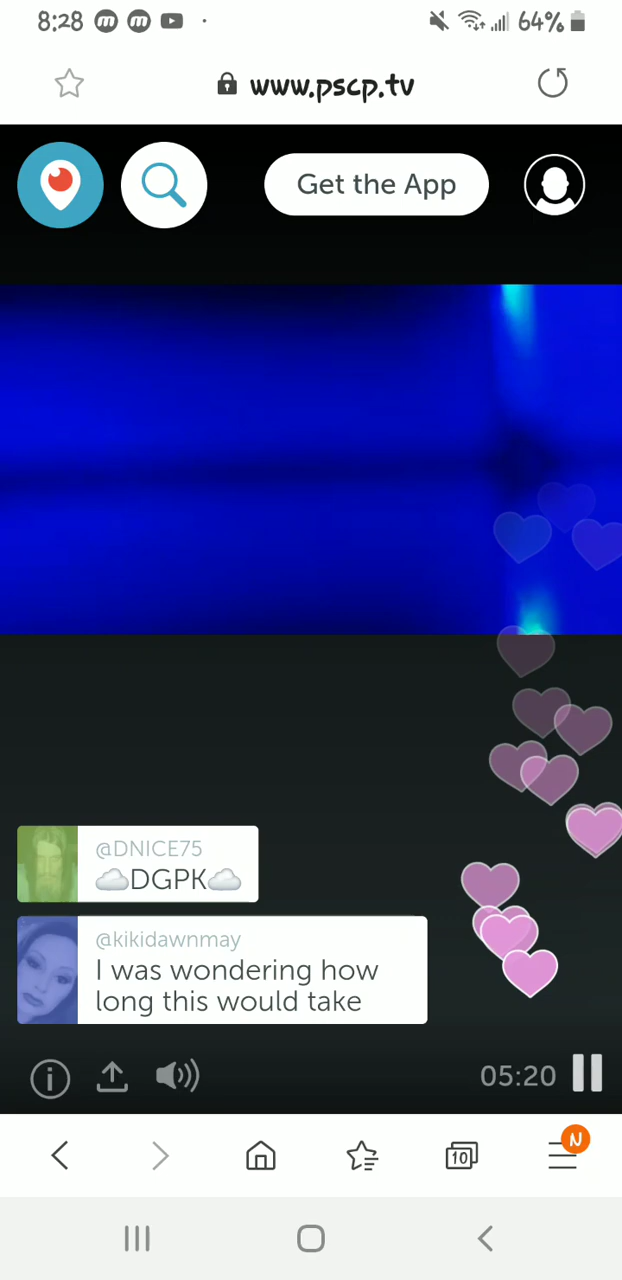 8:28
64%
www.pscp.tv
Get the App
@DNICE75
☁️DGPK☁️
@kikidawnmay
I was wondering how
long this would take
05:20
N
10